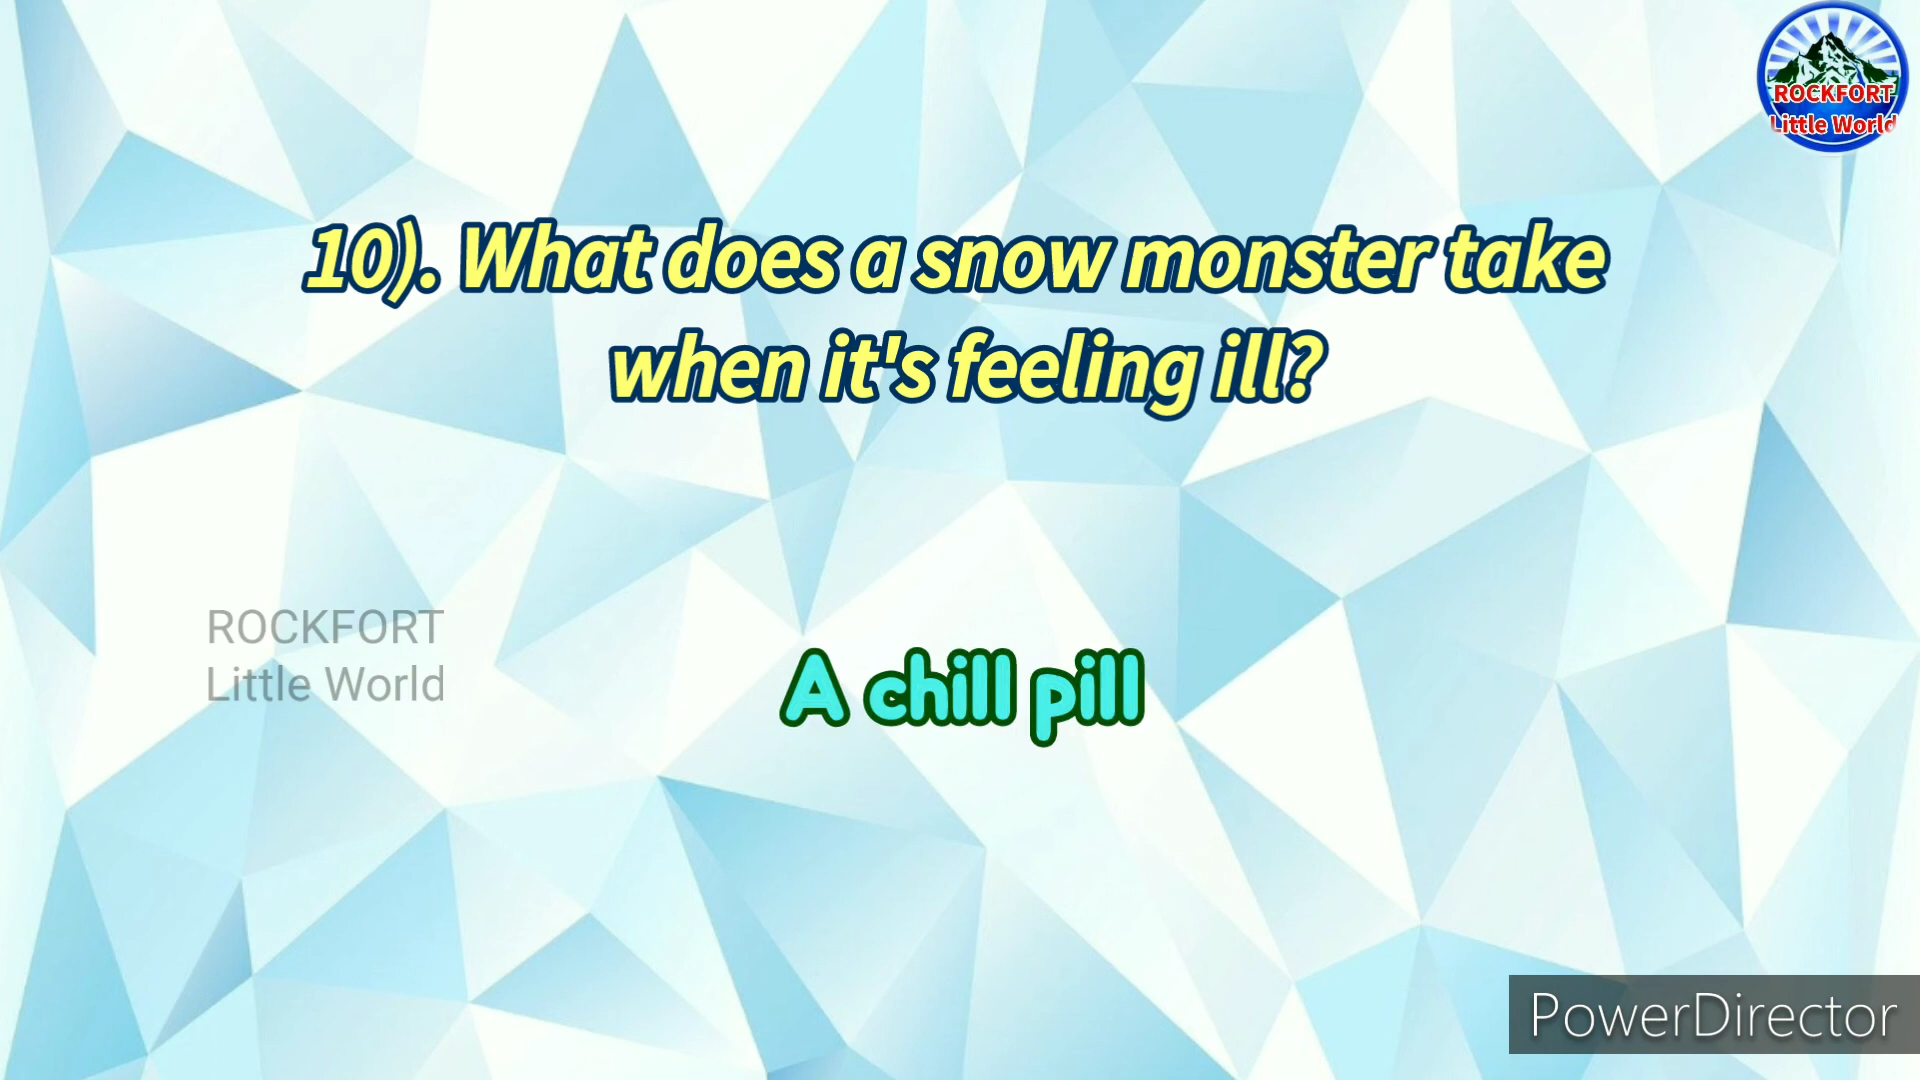 ROCKFORT
Little World
10). What does a snow monster take
when it's feeling ill?
ROCKFORT
Little World
A chill pill
PowerDirector